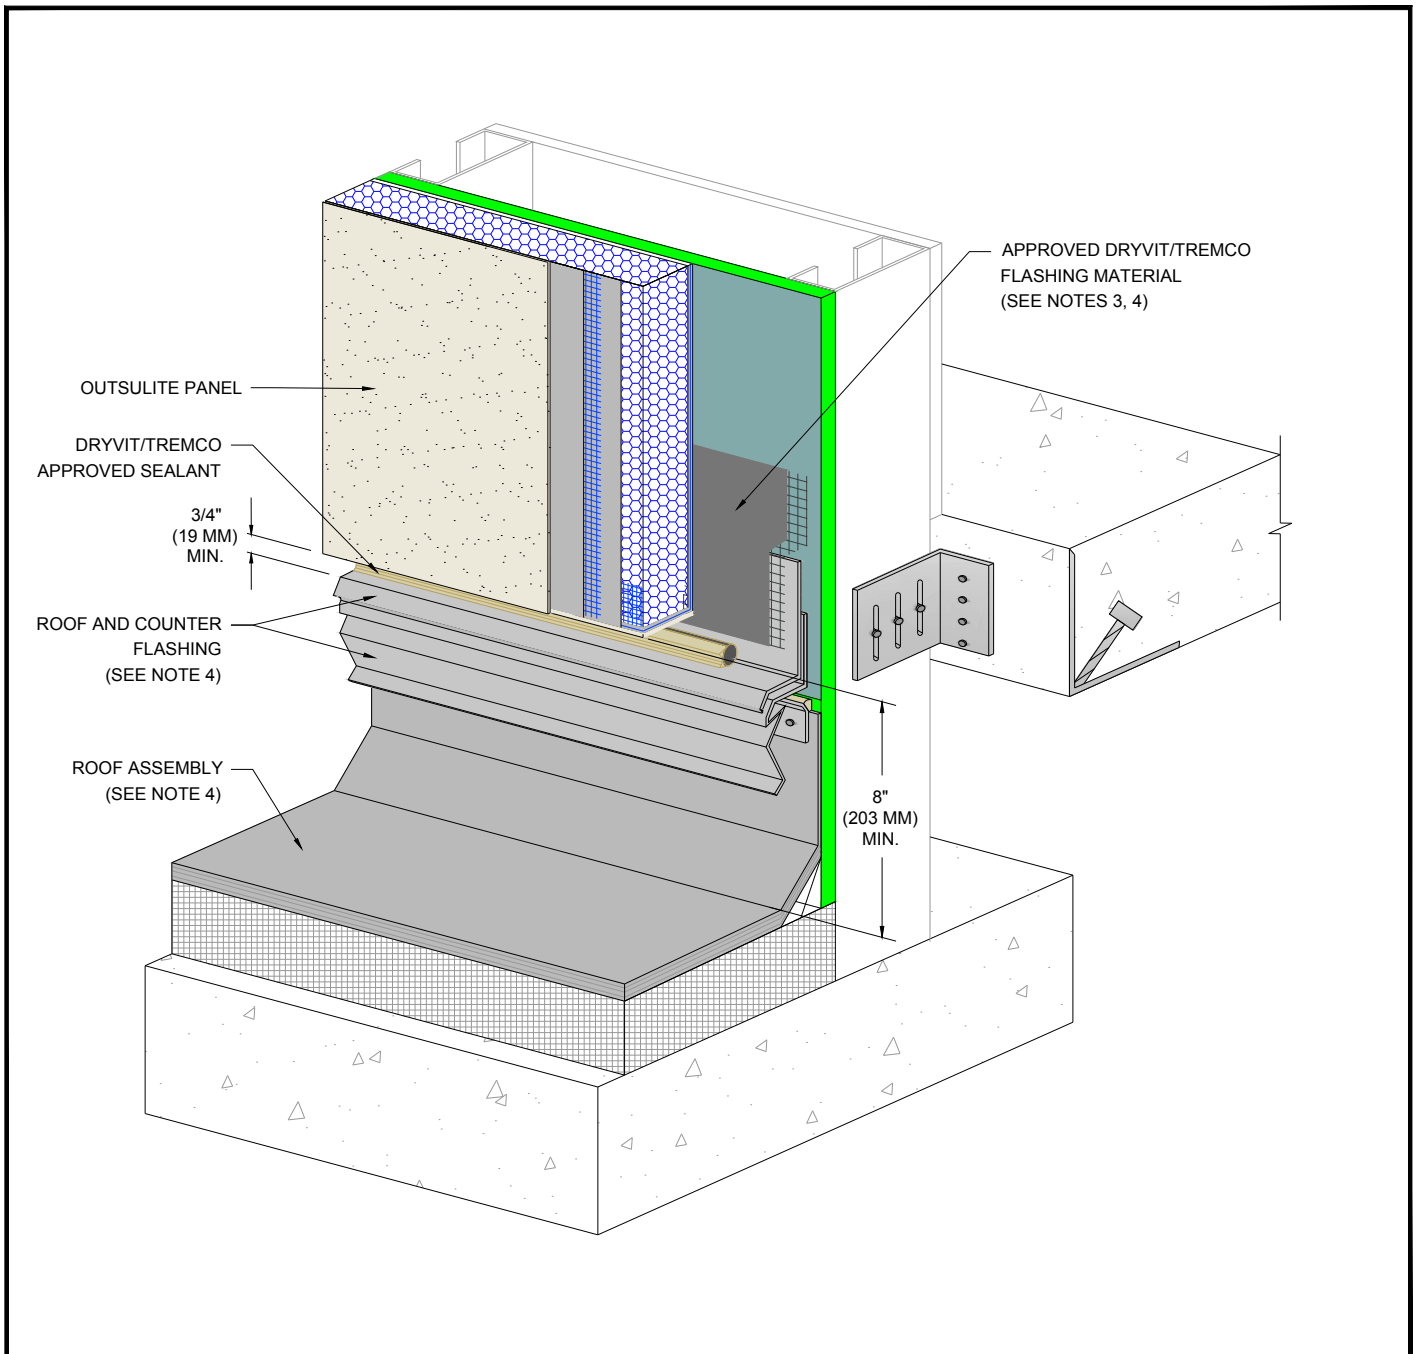 APPROVED DRYVIT/TREMCO
FLASHING MATERIAL
(SEE NOTES 3, 4)
OUTSULITE PANEL
DRYVIT/TREMCO
APPROVED SEALANT
3/4"
(19 MM)
MIN.
ROOF AND COUNTER
FLASHING
(SEE NOTE 4)
ROOF ASSEMBLY
(SEE NOTE 4)
8"
(203 MM)
MIN.